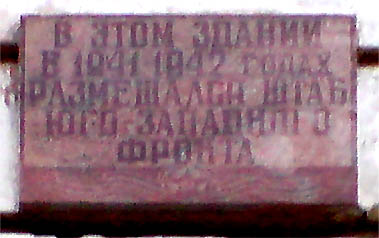 В ЭТОМ ЗДАНИИ
В 1941 1942 ГОДАХ
РАЗМЕЩАЛСЯ ШТАБ
ЮГО-ЗАПАДНОГО
ФРОНТА